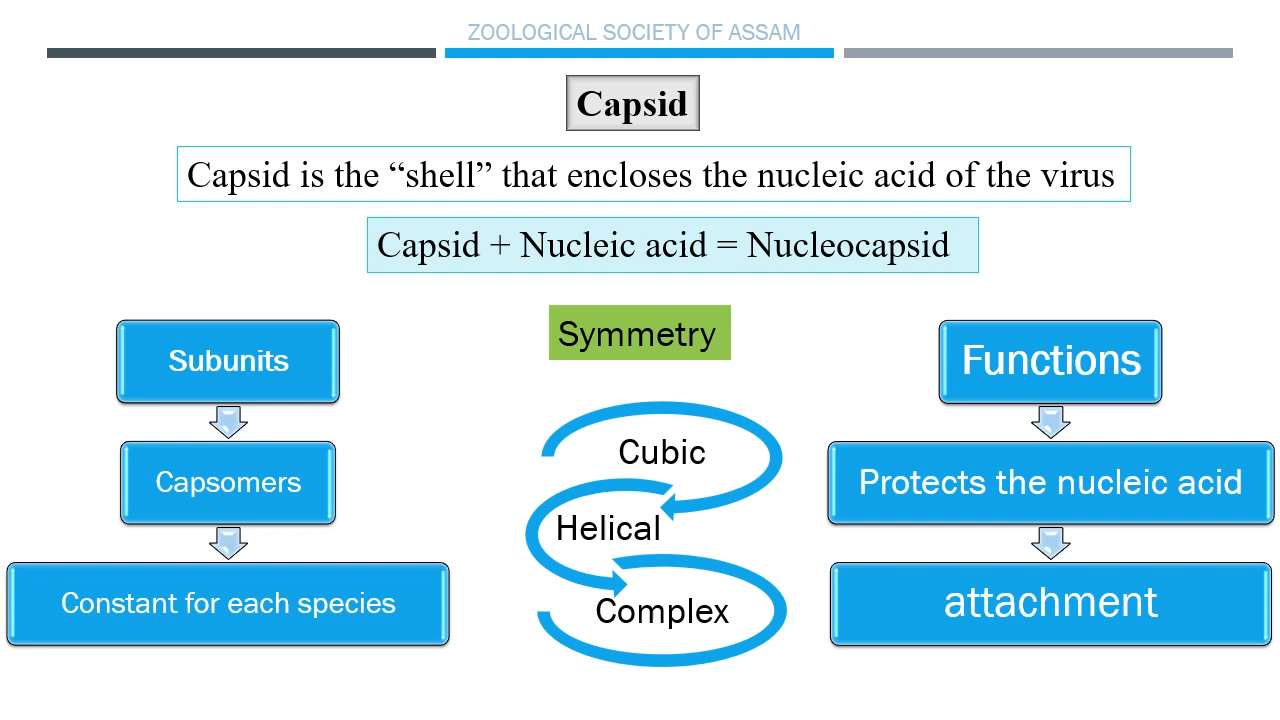 ZOOLOGICAL SOCIETY OF ASSAM
Capsid
Capsid is the “shell” that encloses the nucleic acid of the virus
Capsid + Nucleic acid = Nucleocapsid
Subunits
Capsomers
Constant for each species
Symmetry
Cubic
Helical
Complex
Functions
Protects the nucleic acid
attachment